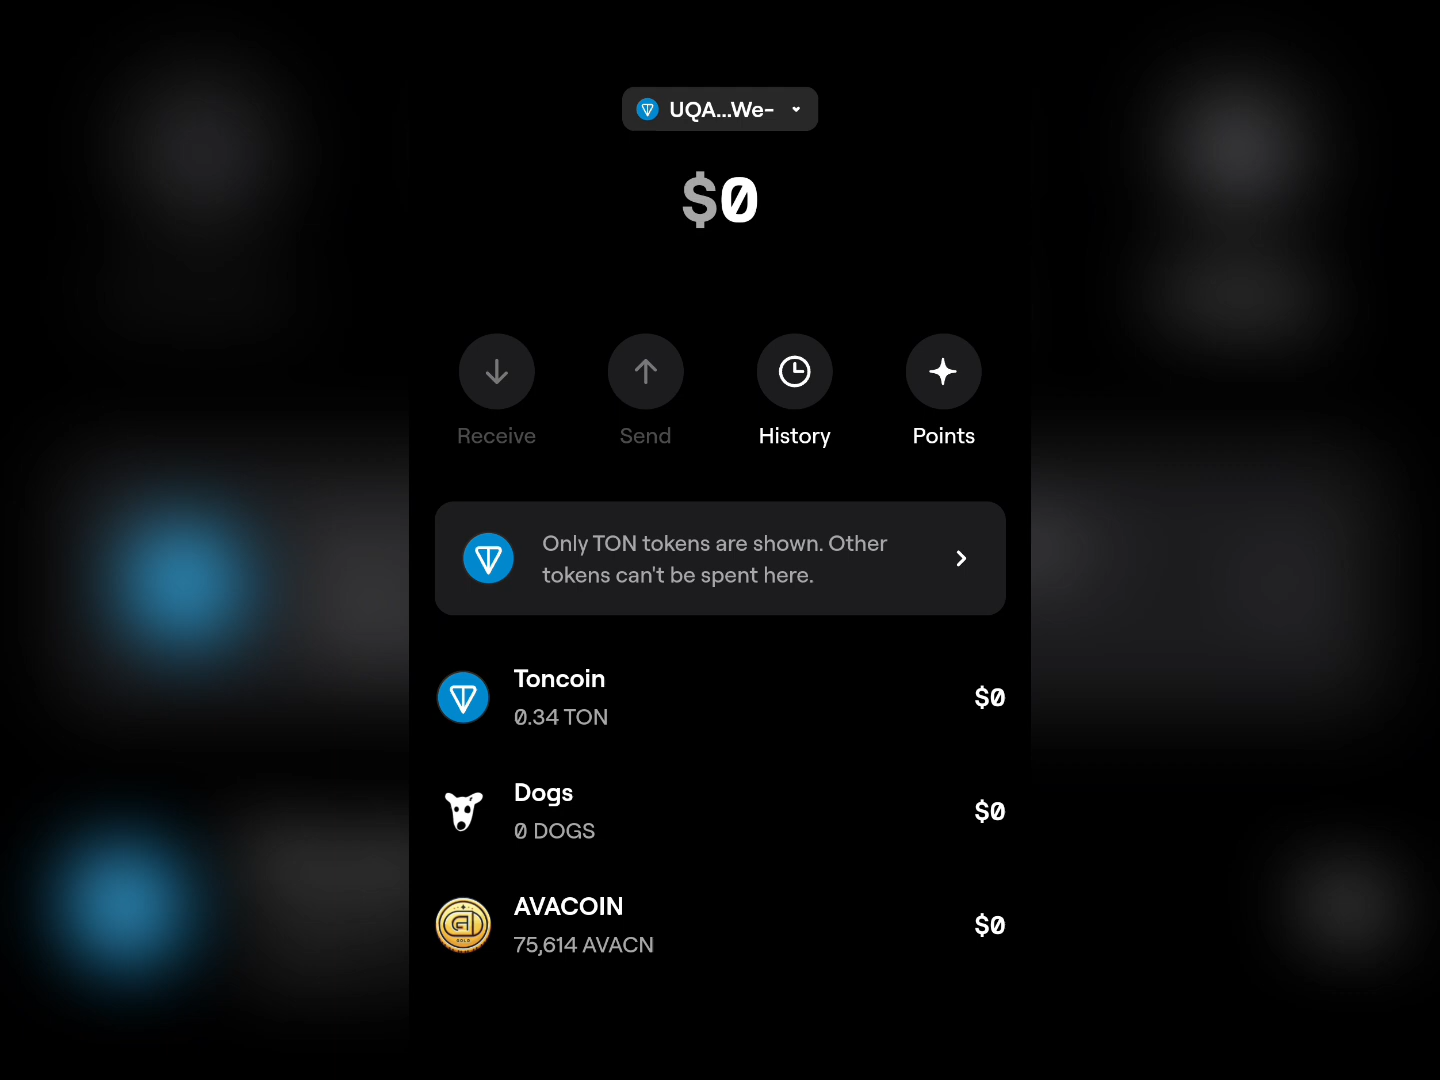 UQA...We-
$0
Receive
Send
History
Points
Only TON tokens are shown. Other
tokens can't be spent here.
Toncoin
0.34 TON
$0
Dogs
0 DOGS
$0
AVACOIN
75,614 AVACN
$0